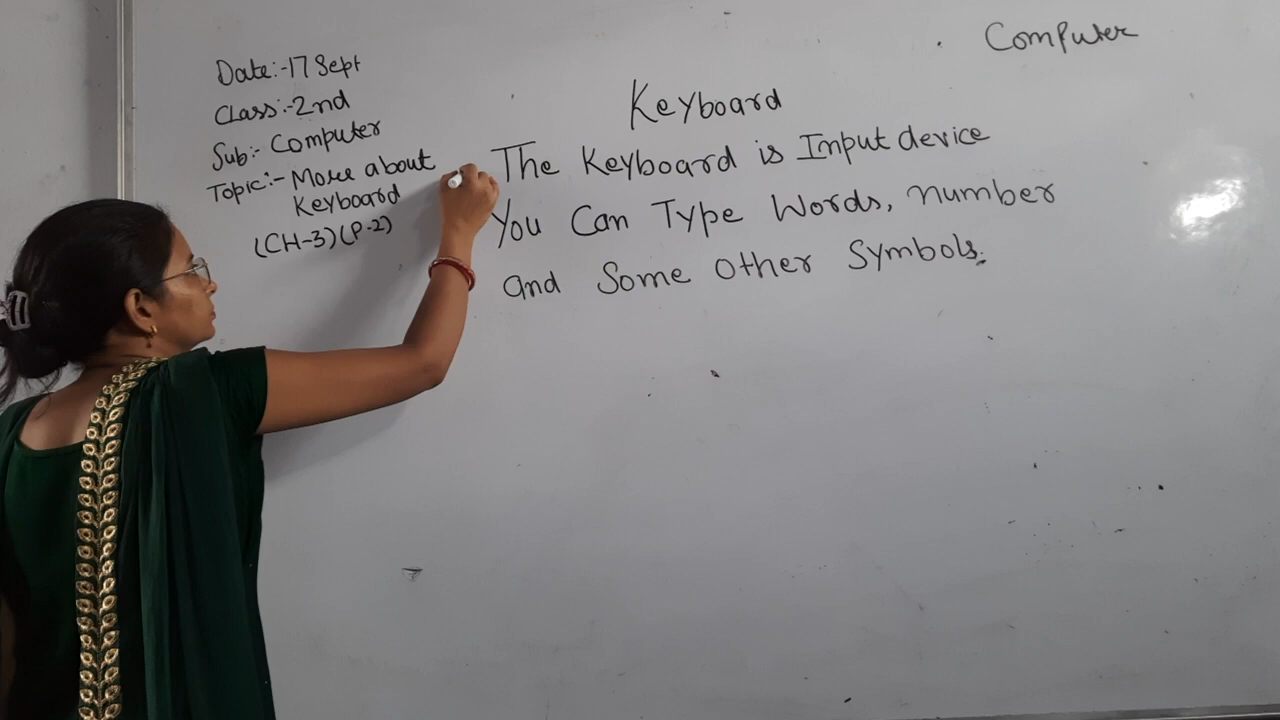 Computer
Date:-17 Sept
Class:-2nd
Sub:- Computer
Topic:- More about
Keyboard
(CH-3)(P-2)
Keyboard
The Keyboard is Input device
You Can Type Words, number
and Some Other Symbols.